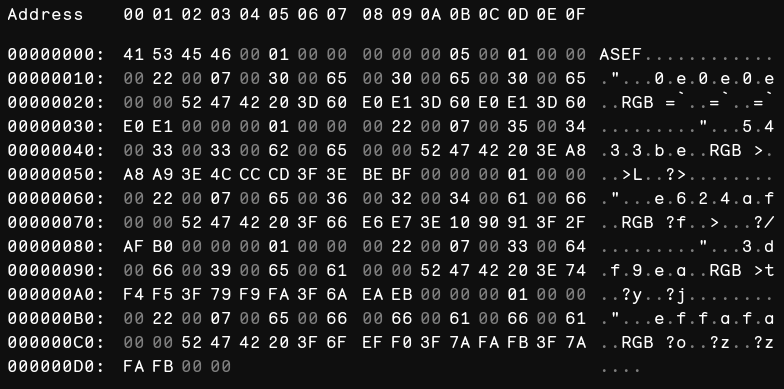 Address 00 01 02 03 04 05 06 07 08 09 0A 0B 0C 0D 0E 0F
00000000: 41 53 45 46 00 01 00 00 00 00 00 05 00 01 00 00 ASEF............
00000010: 00 22 00 07 00 30 00 65 00 30 00 65 00 30 00 65 ."...0.e.0.e.0.e
00000020: 00 00 52 47 42 20 3D 60 E0 E1 3D 60 E0 E1 3D 60 ..RGB =`..=`..=`
00000030: E0 E1 00 00 00 01 00 00 00 22 00 07 00 35 00 34 ........."...5.4
00000040: 00 33 00 33 00 62 00 65 00 00 52 47 42 20 3E A8 .3.3.b.e..RGB >.
00000050: A8 A9 3E 4C CC CD 3F 3E BE BF 00 00 00 01 00 00 ..>L..?>........
00000060: 00 22 00 07 00 65 00 36 00 32 00 34 00 61 00 66 ."...e.6.2.4.a.f
00000070: 00 00 52 47 42 20 3F 66 E6 E7 3E 10 90 91 3F 2F ..RGB ?f..>...?/
00000080: AF B0 00 00 00 01 00 00 00 22 00 07 00 33 00 64 ........."...3.d
00000090: 00 66 00 39 00 65 00 61 00 00 52 47 42 20 3E 74 .f.9.e.a..RGB >t
000000A0: F4 F5 3F 79 F9 FA 3F 6A EA EB 00 00 00 01 00 00 ..?y..?j........
000000B0: 00 22 00 07 00 65 00 66 00 66 00 61 00 66 00 61 ."...e.f.f.a.f.a
000000C0: 00 00 52 47 42 20 3F 6F EF F0 3F 7A FA FB 3F 7A ..RGB ?o..?z..?z
000000D0: FA FB 00 00 ....